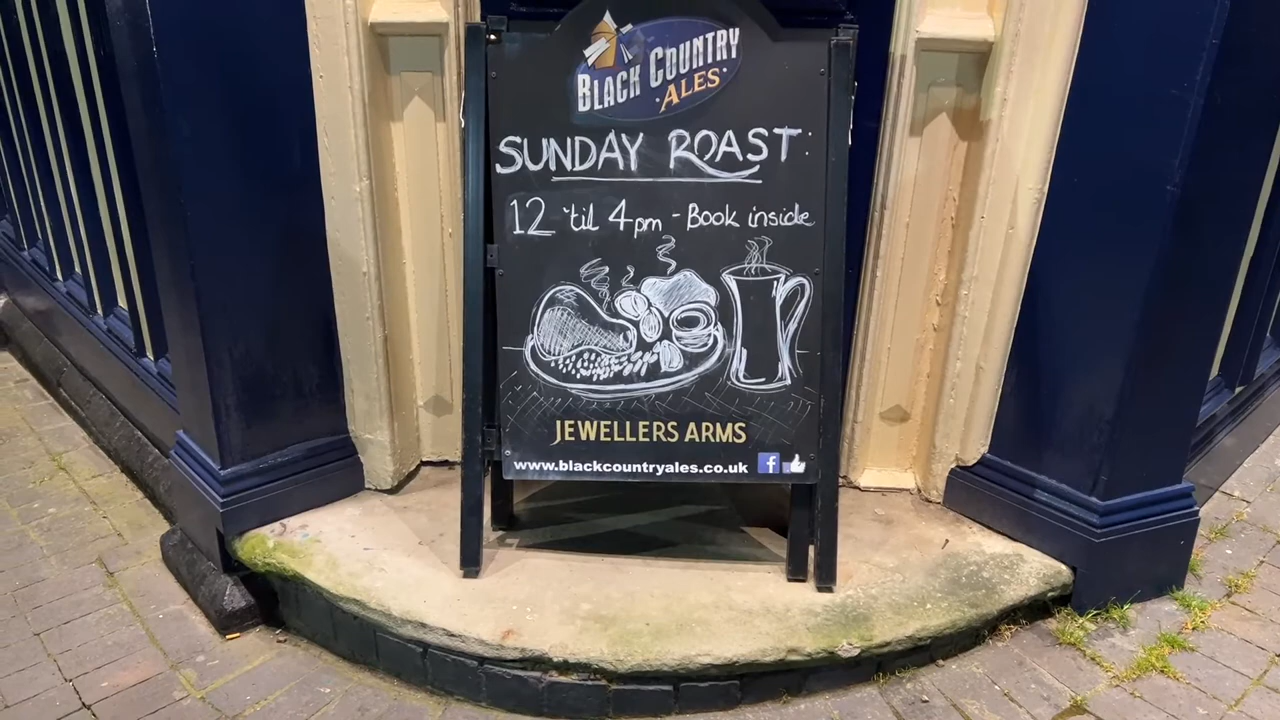 BLACK COUNTRY
ALES
SUNDAY ROAST:
12 'til 4pm - Book inside
JEWELLERS ARMS
www.blackcountryales.co.uk f